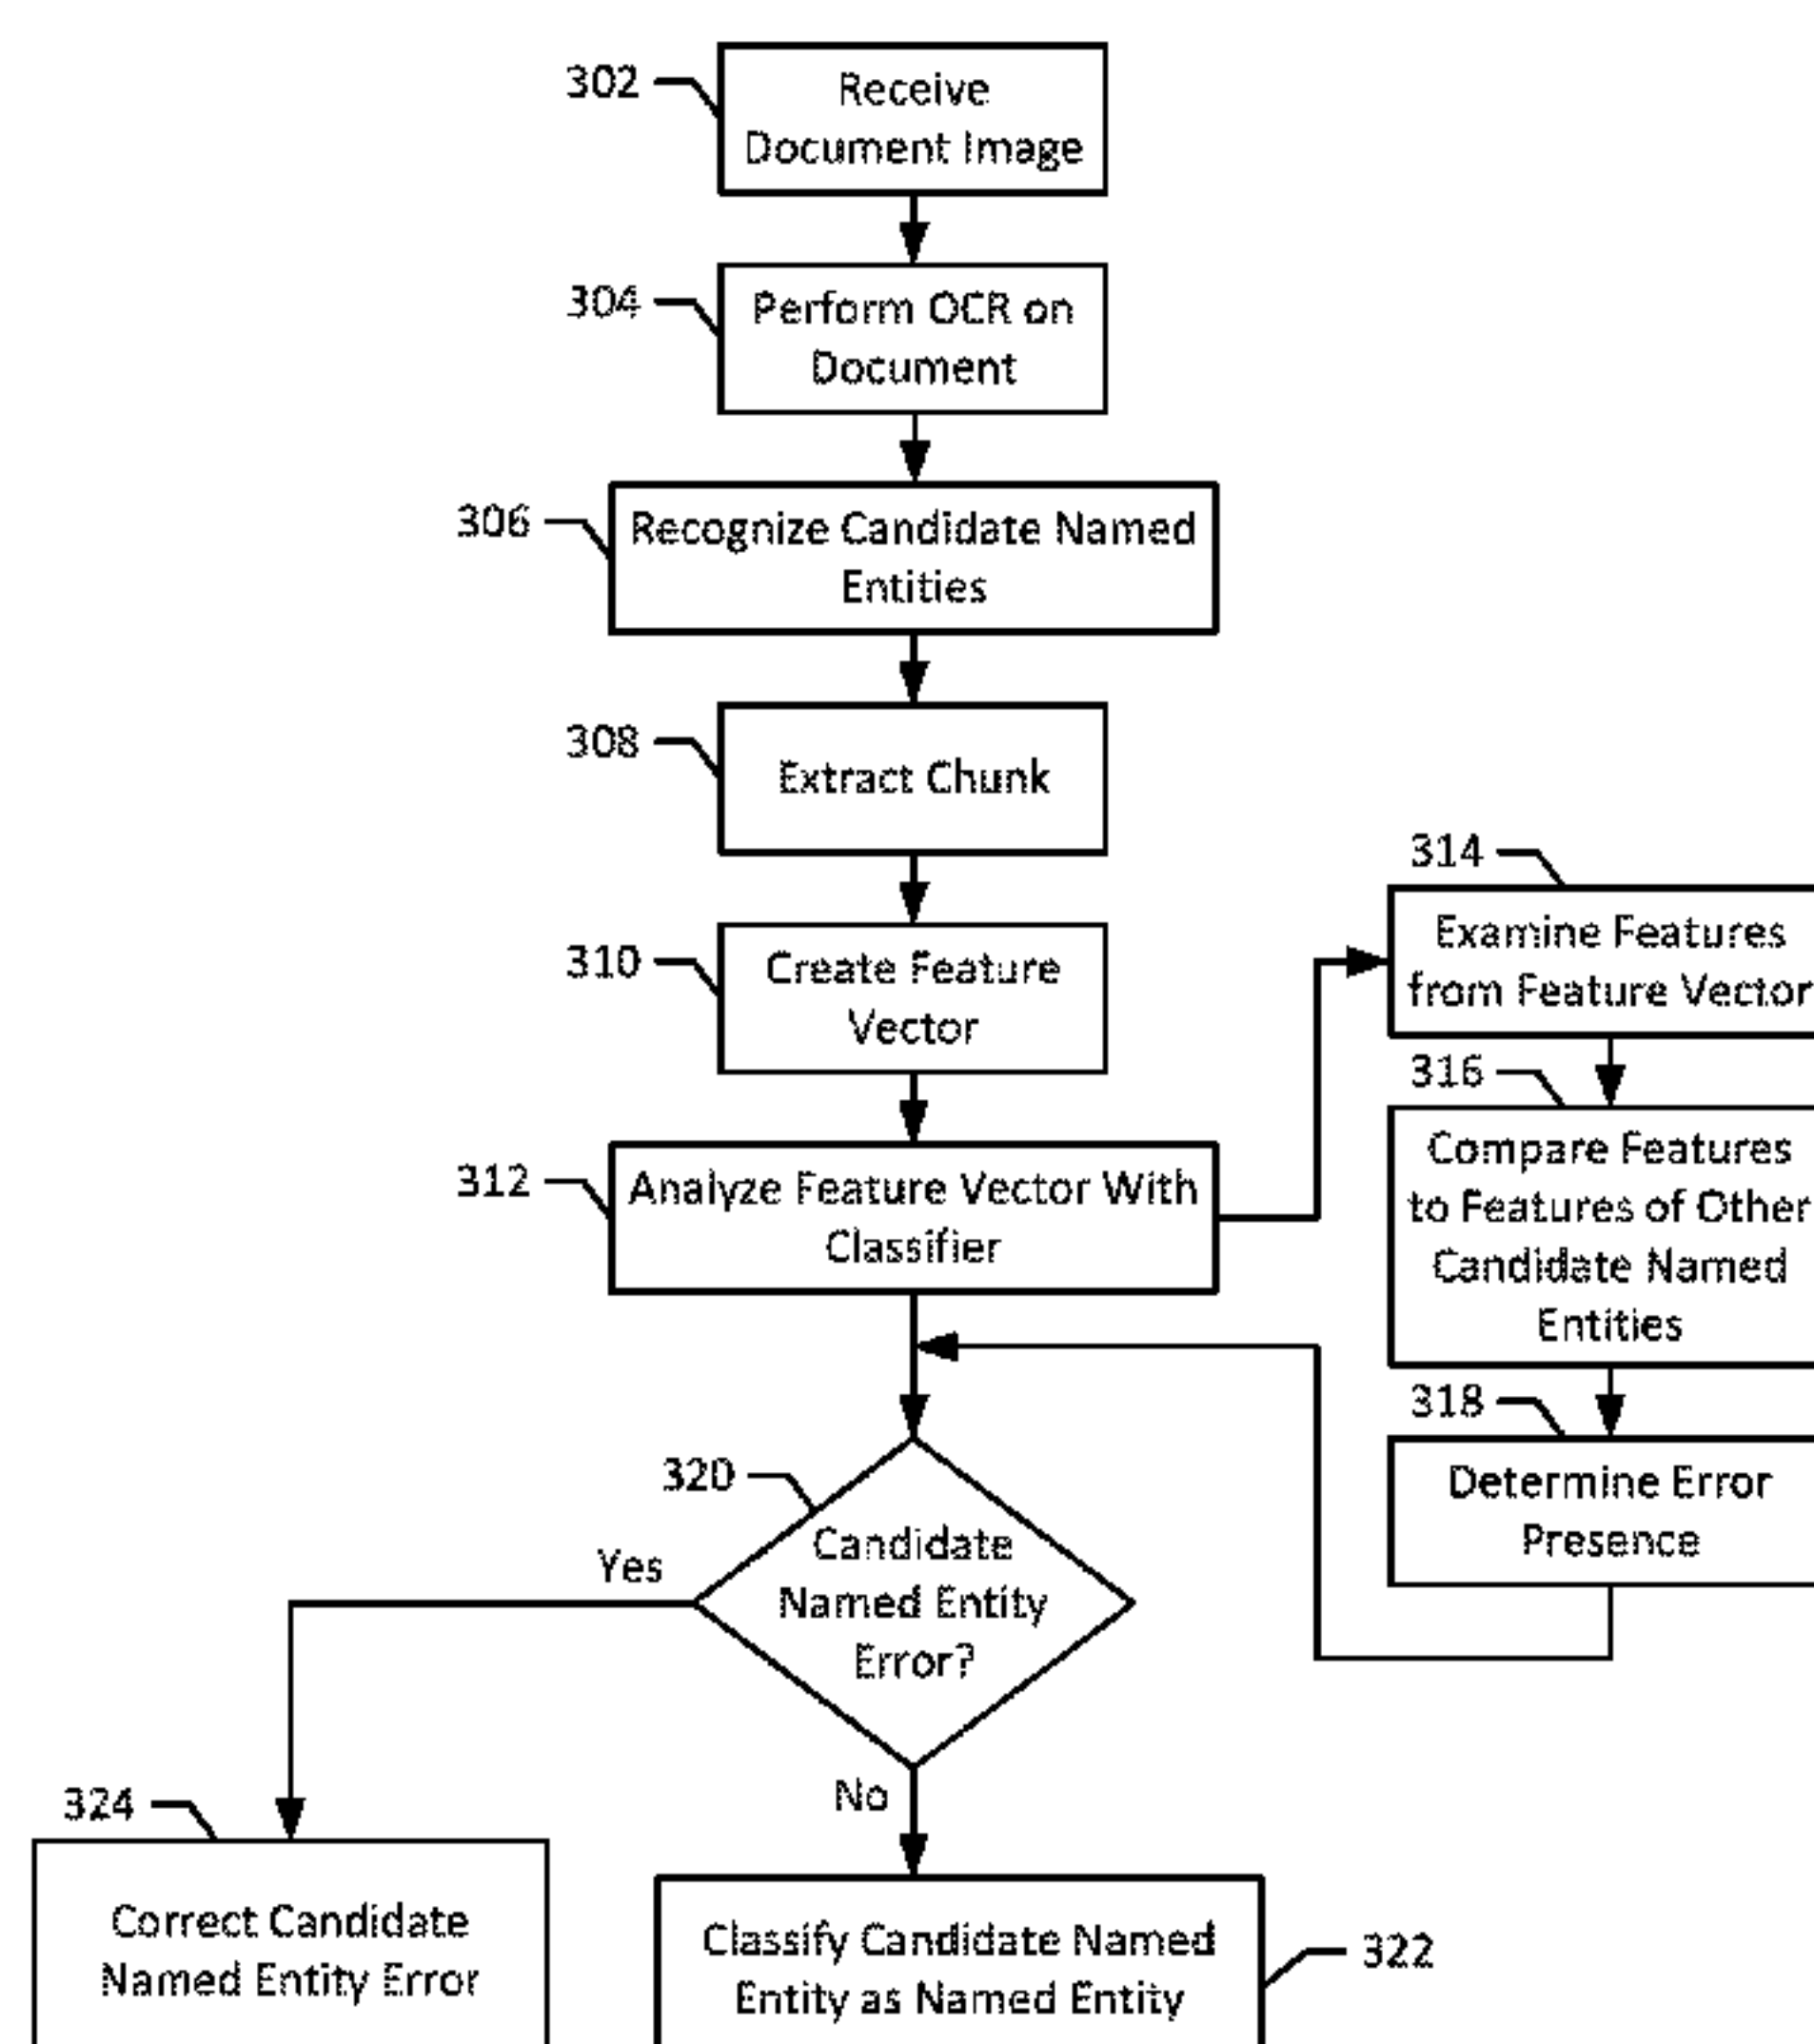 302
Receive
Document Image
304
Perform OCR on
Document
306
Recognize Candidate Named
Entities
308
Extract Chunk
310
Create Feature
Vector
312
Analyze Feature Vector With
Classifier
314
Examine Features
from Feature Vector
316
Compare Features
to Features of Other
Candidate Named
Entities
318
Determine Error
Presence
320
Candidate
Named Entity
Error?
Yes
No
324
Correct Candidate
Named Entity Error
Classify Candidate Named
Entity as Named Entity
322